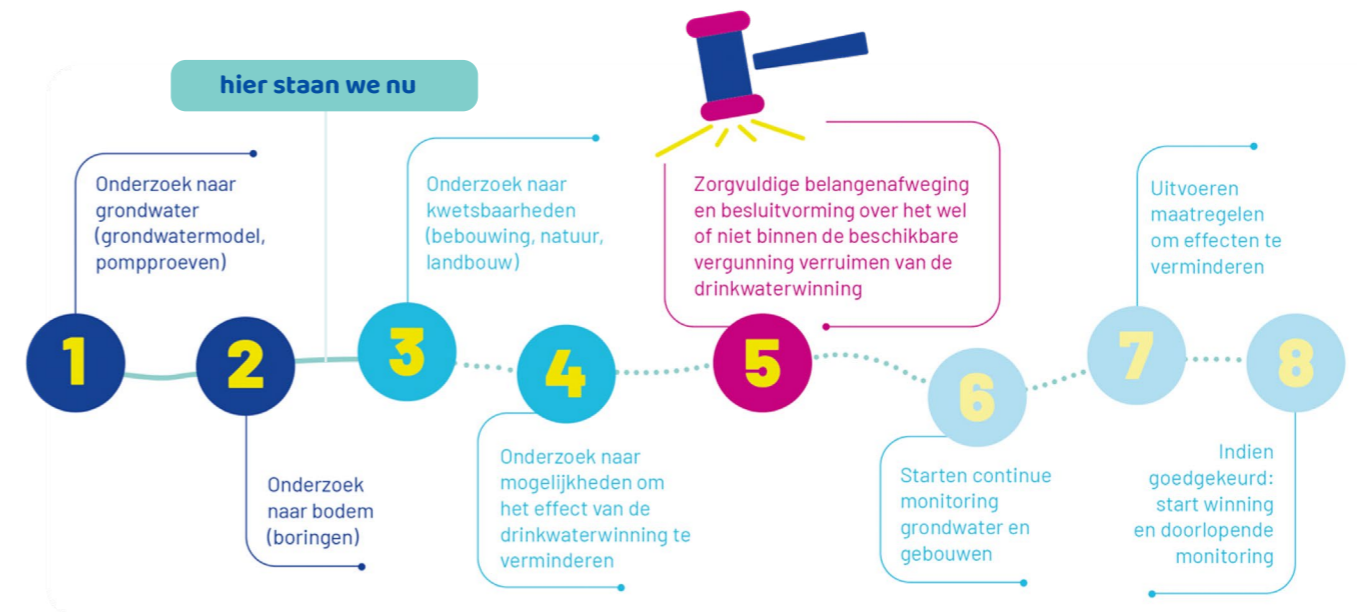 hier staan we nu
1
Onderzoek naar
grondwater
(grondwatermodel,
pompproeven)
2
Onderzoek
naar bodem
(boringen)
3
Onderzoek naar
kwetsbaarheden
(bebouwing, natuur,
landbouw)
4
Onderzoek naar
mogelijkheden om
het effect van de
drinkwaterwinning te
verminderen
5
Zorgvuldige belangenafweging
en besluitvorming over het wel
of niet binnen de beschikbare
vergunning verruimen van de
drinkwaterwinning
6
Starten continue
monitoring
grondwater en
gebouwen
7
Uitvoeren
maatregelen
om effecten te
verminderen
8
Indien
goedgekeurd:
start winning
en doorlopende
monitoring